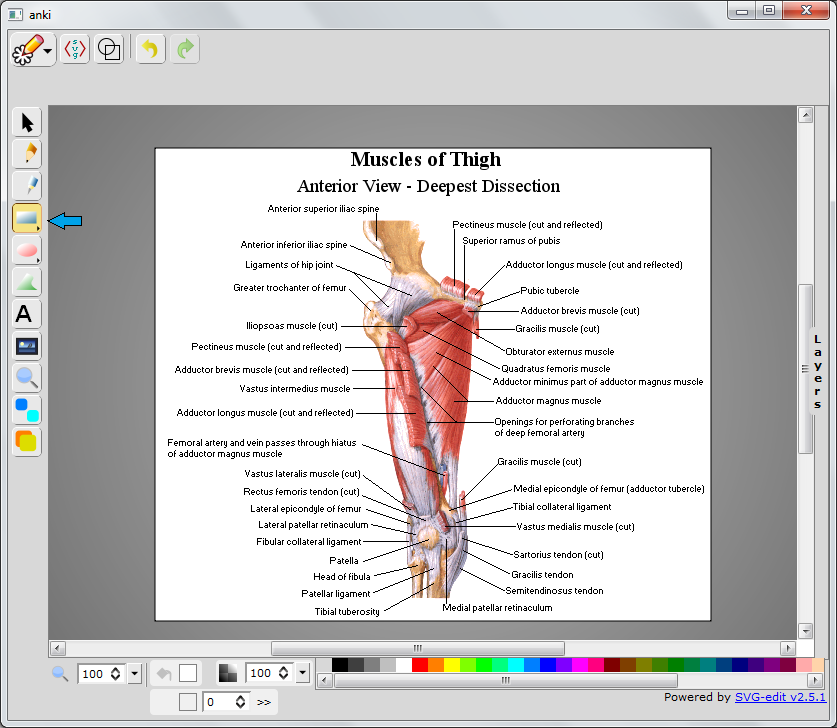 anki
svg
Muscles of Thigh
Anterior View - Deepest Dissection
Anterior superior iliac spine
Pectineus muscle (cut and reflected)
Superior ramus of pubis
Anterior inferior iliac spine
Ligaments of hip joint
Adductor longus muscle (cut and reflected)
Greater trochanter of femur
Pubic tubercle
Adductor brevis muscle (cut)
Iliopsoas muscle (cut)
Gracilis muscle (cut)
Pectineus muscle (cut and reflected)
Obturator externus muscle
Adductor brevis muscle (cut and reflected)
Quadratus femoris muscle
Adductor minimus part of adductor magnus muscle
Vastus intermedius muscle
Adductor magnus muscle
Adductor longus muscle (cut and reflected)
Openings for perforating branches
of deep femoral artery
Femoral artery and vein passes through hiatus
of adductor magnus muscle
Gracilis muscle (cut)
Vastus lateralis muscle (cut)
Rectus femoris tendon (cut)
Medial epicondyle of femur (adductor tubercle)
Lateral epicondyle of femur
Tibial collateral ligament
Lateral patellar retinaculum
Vastus medialis muscle (cut)
Fibular collateral ligament
Sartorius tendon (cut)
Patella
Head of fibula
Gracilis tendon
Patellar ligament
Semitendinosus tendon
Tibial tuberosity
Medial patellar retinaculum
A
Layers
100
100
0
>>
Powered by SVG-edit v2.5.1